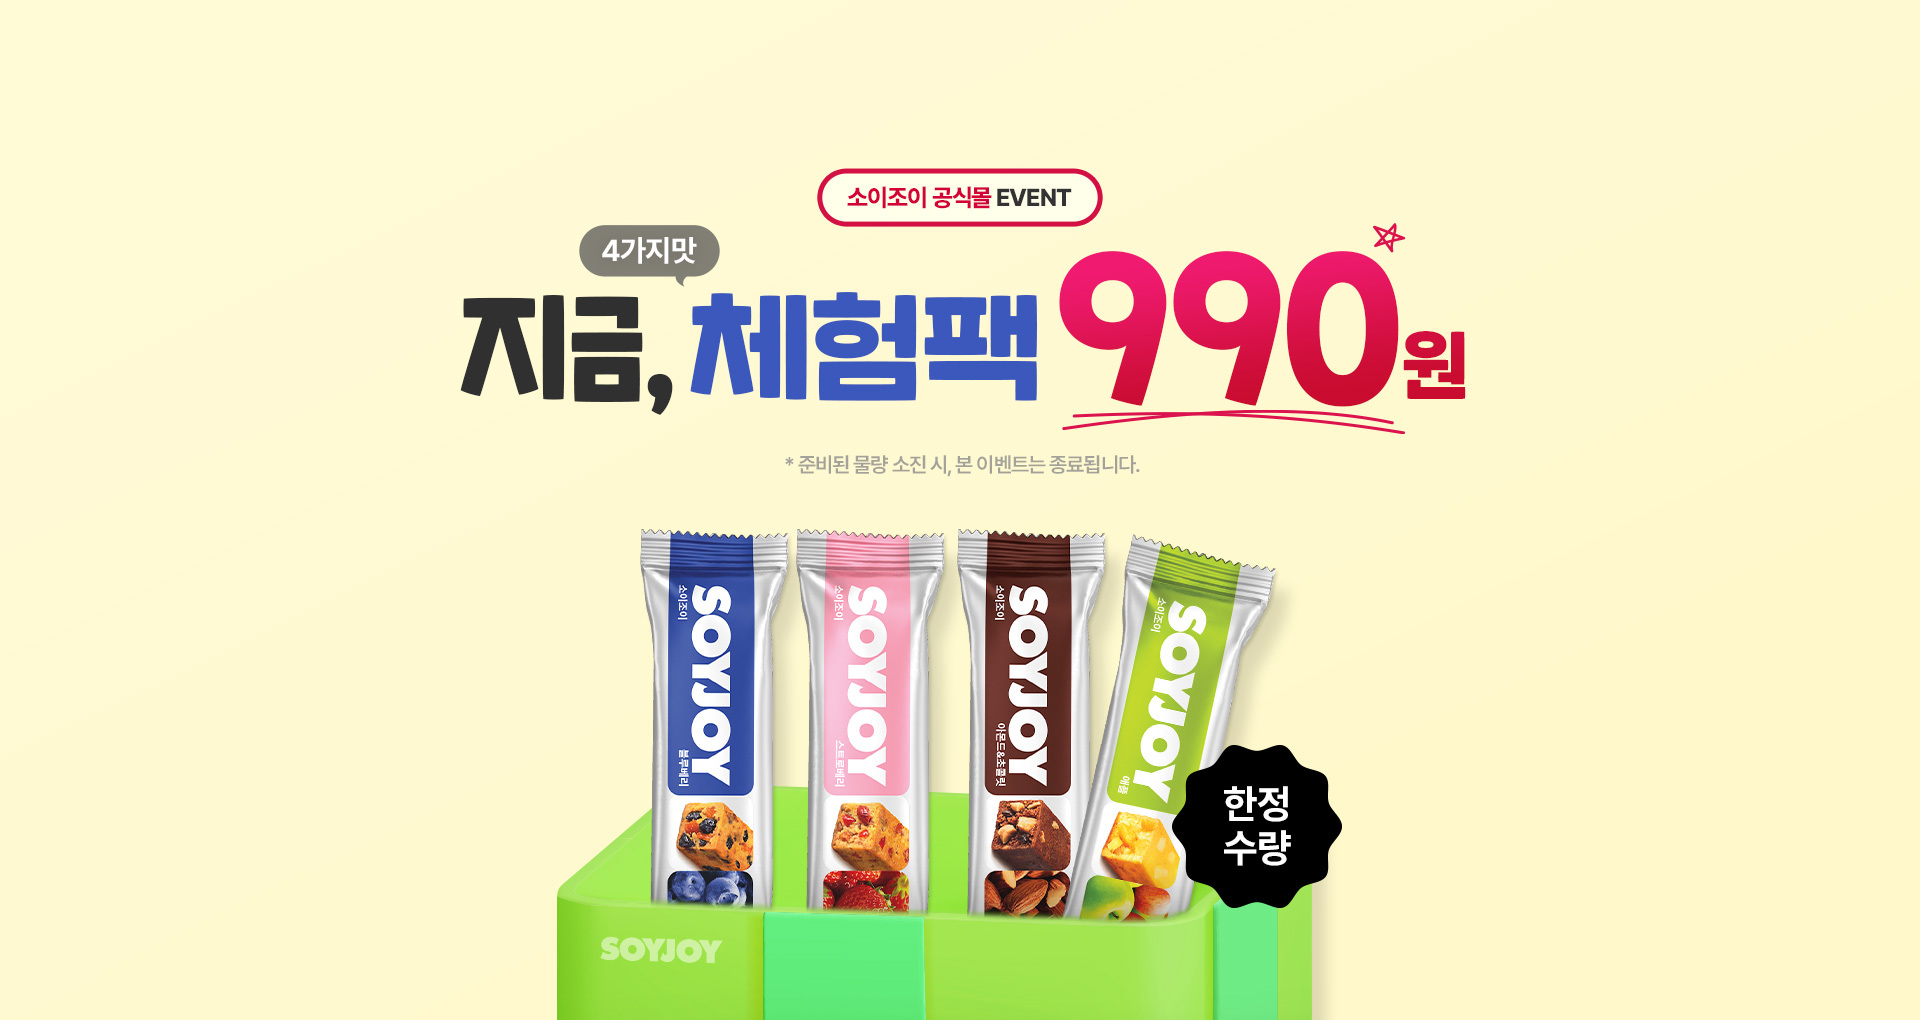 소이조이 공식몰 EVENT
4가지맛
지금, 체험팩 990원
* 준비된 물량 소진 시, 본 이벤트는 종료됩니다.
소이조이
SOYJOY
블루베리
소이조이
SOYJOY
스트로베리
소이조이
SOYJOY
아몬드&초콜릿
소이조이
SOYJOY
애플
한정
수량
SOYJOY